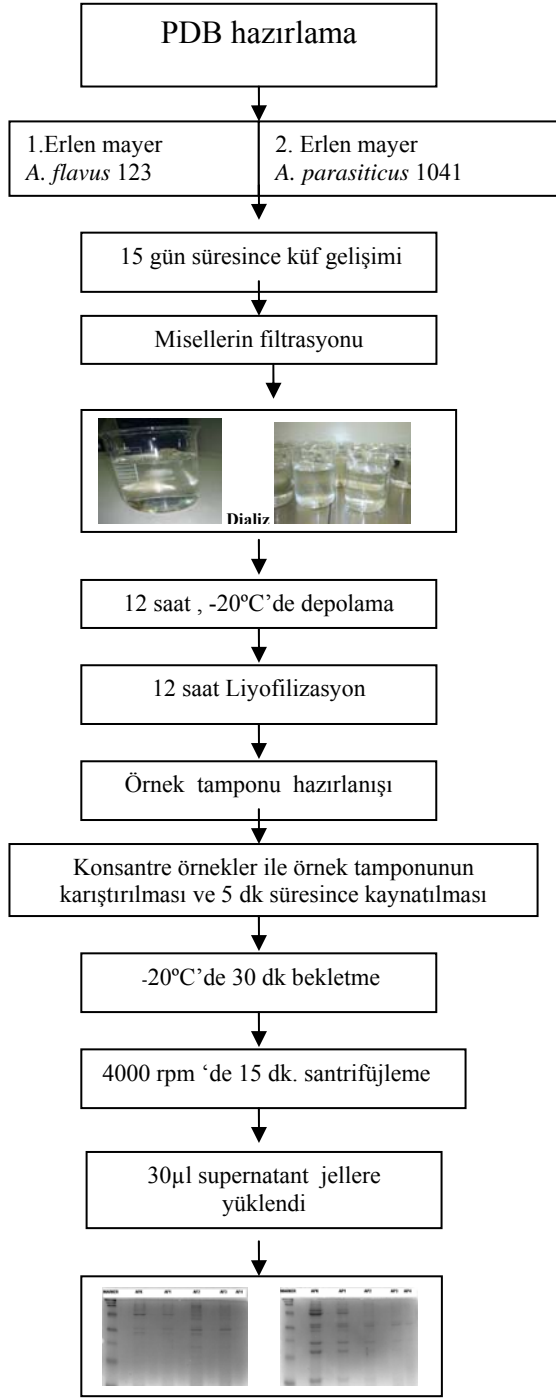 PDB hazırlama
1.Erlen mayer
A. flavus 123
2. Erlen mayer
A. parasiticus 1041
15 gün süresince küf gelişimi
Misellerin filtrasyonu
Dializ
12 saat , -20ºC’de depolama
12 saat Liyofilizasyon
Örnek tamponu hazırlanışı
Konsantre örnekler ile örnek tamponunun
karıştırılması ve 5 dk süresince kaynatılması
-20ºC’de 30 dk bekletme
4000 rpm ‘de 15 dk. santrifüjleme
30µl supernatant jellere
yüklendi